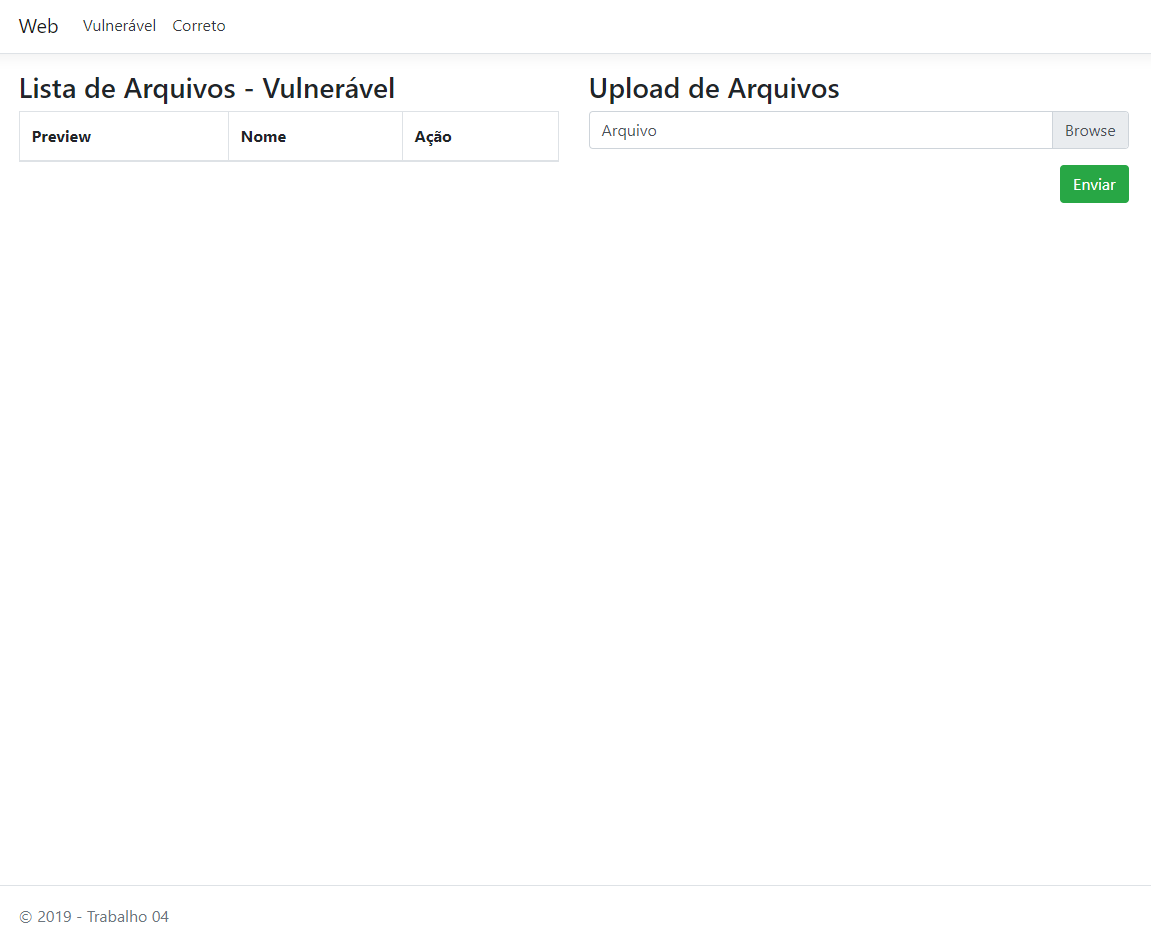 Web Vulnerável Correto
Lista de Arquivos - Vulnerável
Preview Nome Ação
Upload de Arquivos
Arquivo Browse
Enviar
© 2019 - Trabalho 04